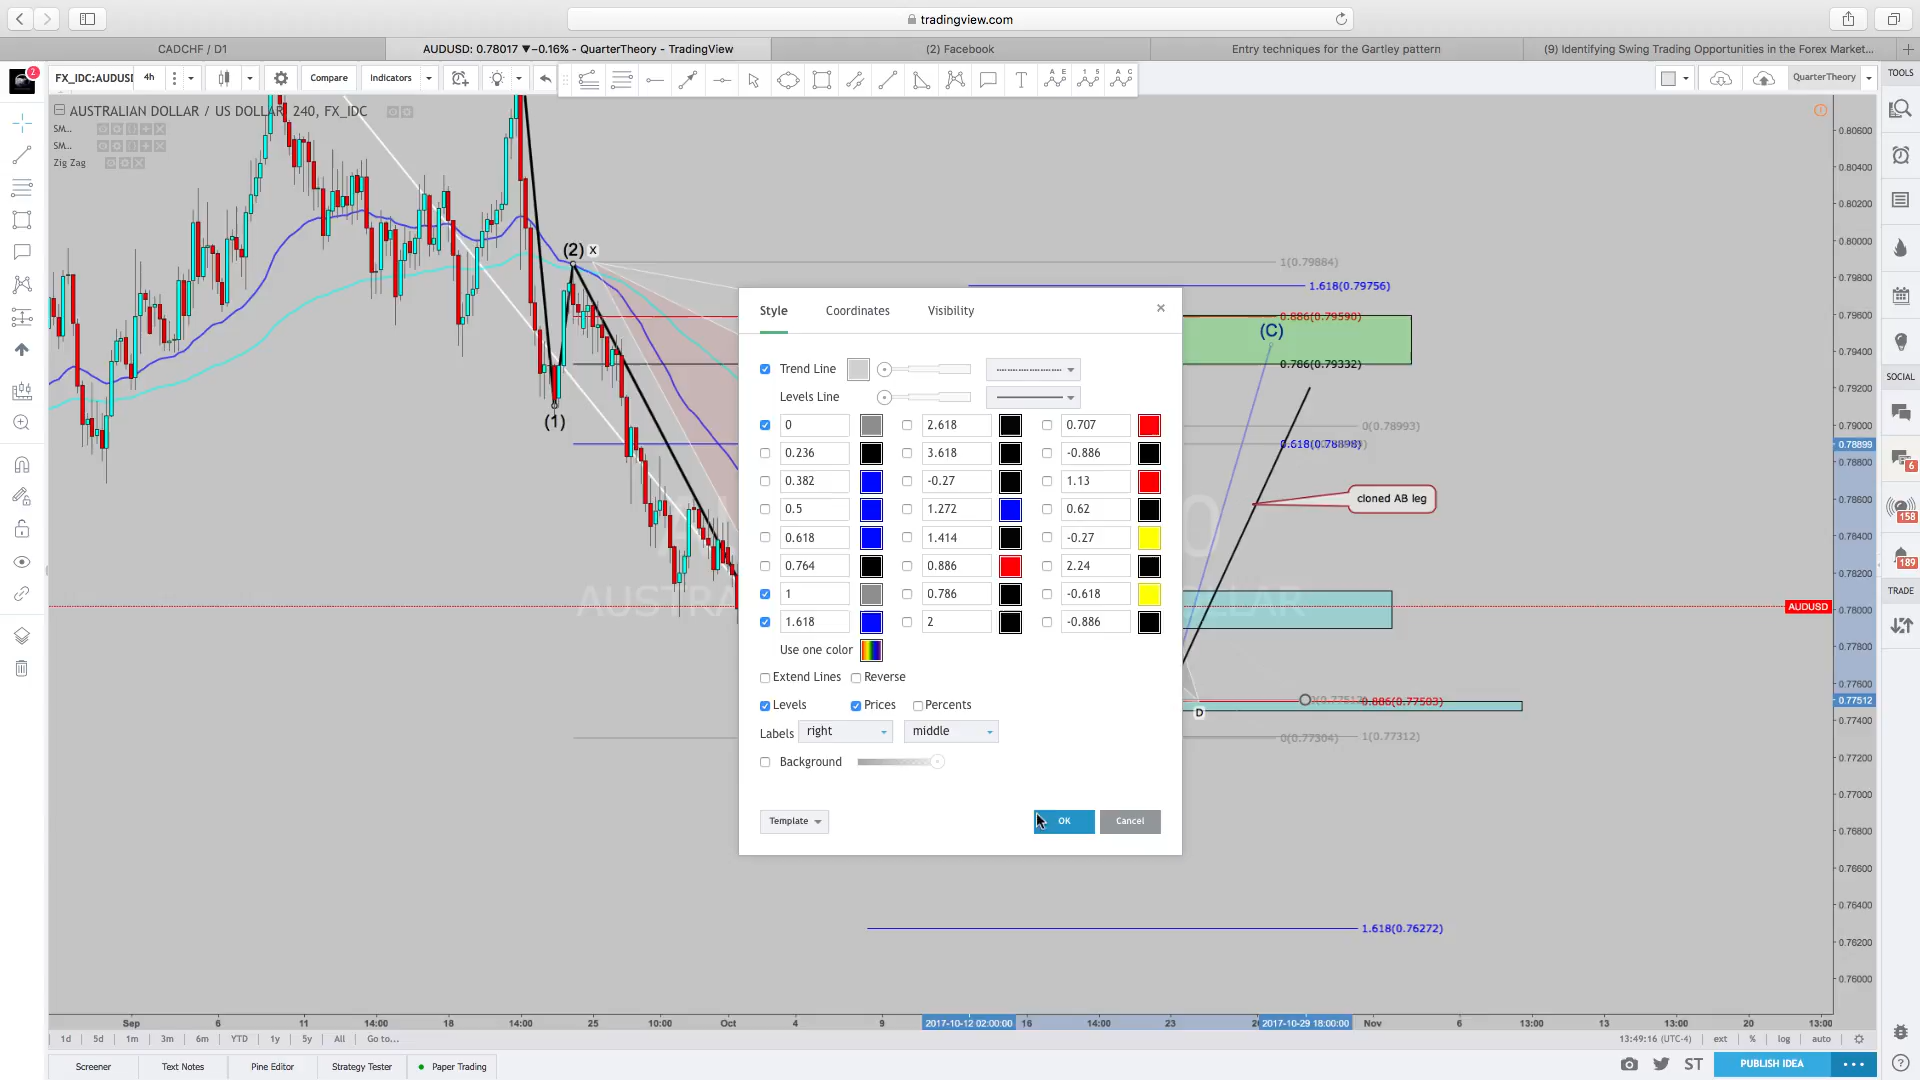 tradingview.com
CADCHF / D1
AUDUSD: 0.78017 ▼−0.16% - QuarterTheory - TradingView
(2) Facebook
Entry techniques for the Gartley pattern
(9) Identifying Swing Trading Opportunities in the Forex Market...
2
FX_IDC:AUDUSD
4h
Compare
Indicators
QuarterTheory
TOOLS
AUSTRALIAN DOLLAR / US DOLLAR, 240, FX_IDC
SM...
SM...
Zig Zag
(2) X
(1)
1(0.79884)
1.618(0.79756)
0.886(0.79590)
(C)
0.786(0.79332)
0(0.78993)
cloned AB leg
D
0.886(0.77503)
0(0.77304)
1(0.77312)
1.618(0.76272)
Style
Coordinates
Visibility
Trend Line
Levels Line
0 2.618 0.707
0.236 3.618 -0.886
0.382 -0.27 1.13
0.5 1.272 0.62
0.618 1.414 -0.27
0.764 0.886 2.24
1 0.786 -0.618
1.618 2 -0.886
Use one color
Extend Lines Reverse
Levels Prices Percents
Labels right middle
Background
Template
OK
Cancel
0.80600
0.80400
0.80200
0.80000
0.79800
0.79600
0.79400
0.79200
0.79000
0.78899
0.78800
0.78600
0.78400
0.78200
AUDUSD
0.78000
0.77800
0.77600
0.77512
0.77400
0.77200
0.77000
0.76800
0.76600
0.76400
0.76200
0.76000
SOCIAL
6
158
189
TRADE
Sep 6 11 14:00 18 14:00 25 10:00 Oct 4 9 2017-10-12 02:00:00 16 14:00 23 2017-10-29 18:00:00 Nov 6 13:00 13 13:00 20 13:00
1d 5d 1m 3m 6m YTD 1y 5y All Go to...
13:49:16 (UTC-4) ext % log auto
Screener
Text Notes
Pine Editor
Strategy Tester
Paper Trading
ST
PUBLISH IDEA